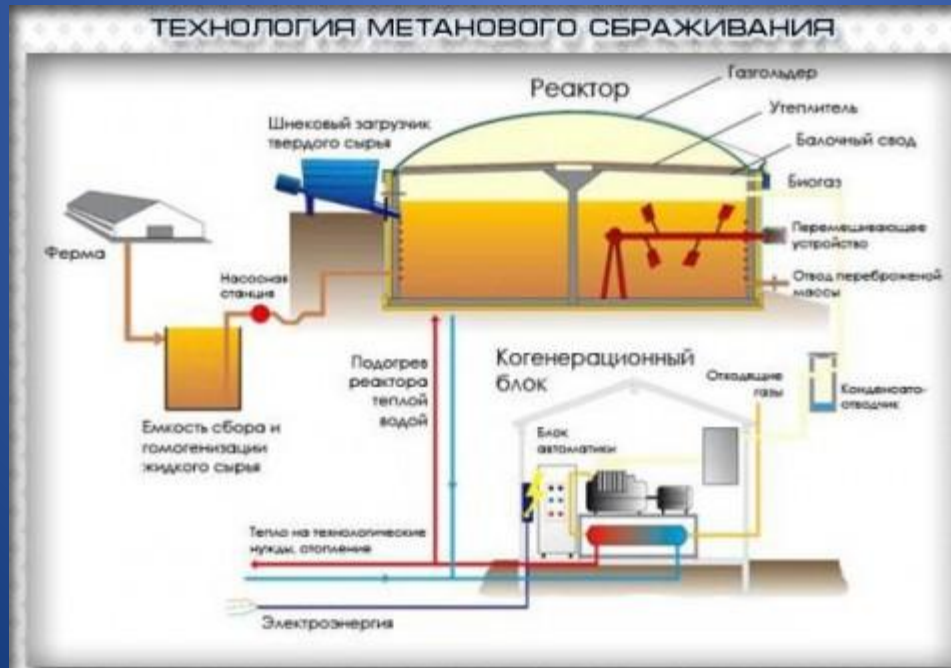 ТЕХНОЛОГИЯ МЕТАНОВОГО СБРАЖИВАНИЯ
Газгольдер
Реактор
Утеплитель
Шнековый загрузчик
твердого сырья
Балочный свод
Биогаз
Ферма
Перемешивающее
устройство
Насосная
станция
Отвод переброженой
массы
Подогрев
реактора
теплой
водой
Когенерационный
блок
Отходящие
газы
Конденсато-
отводчик
Емкость сбора и
гомогенизации
жидкого сырья
Блок
автоматики
Тепло на технологические
нужды, отопления
Электроэнергия